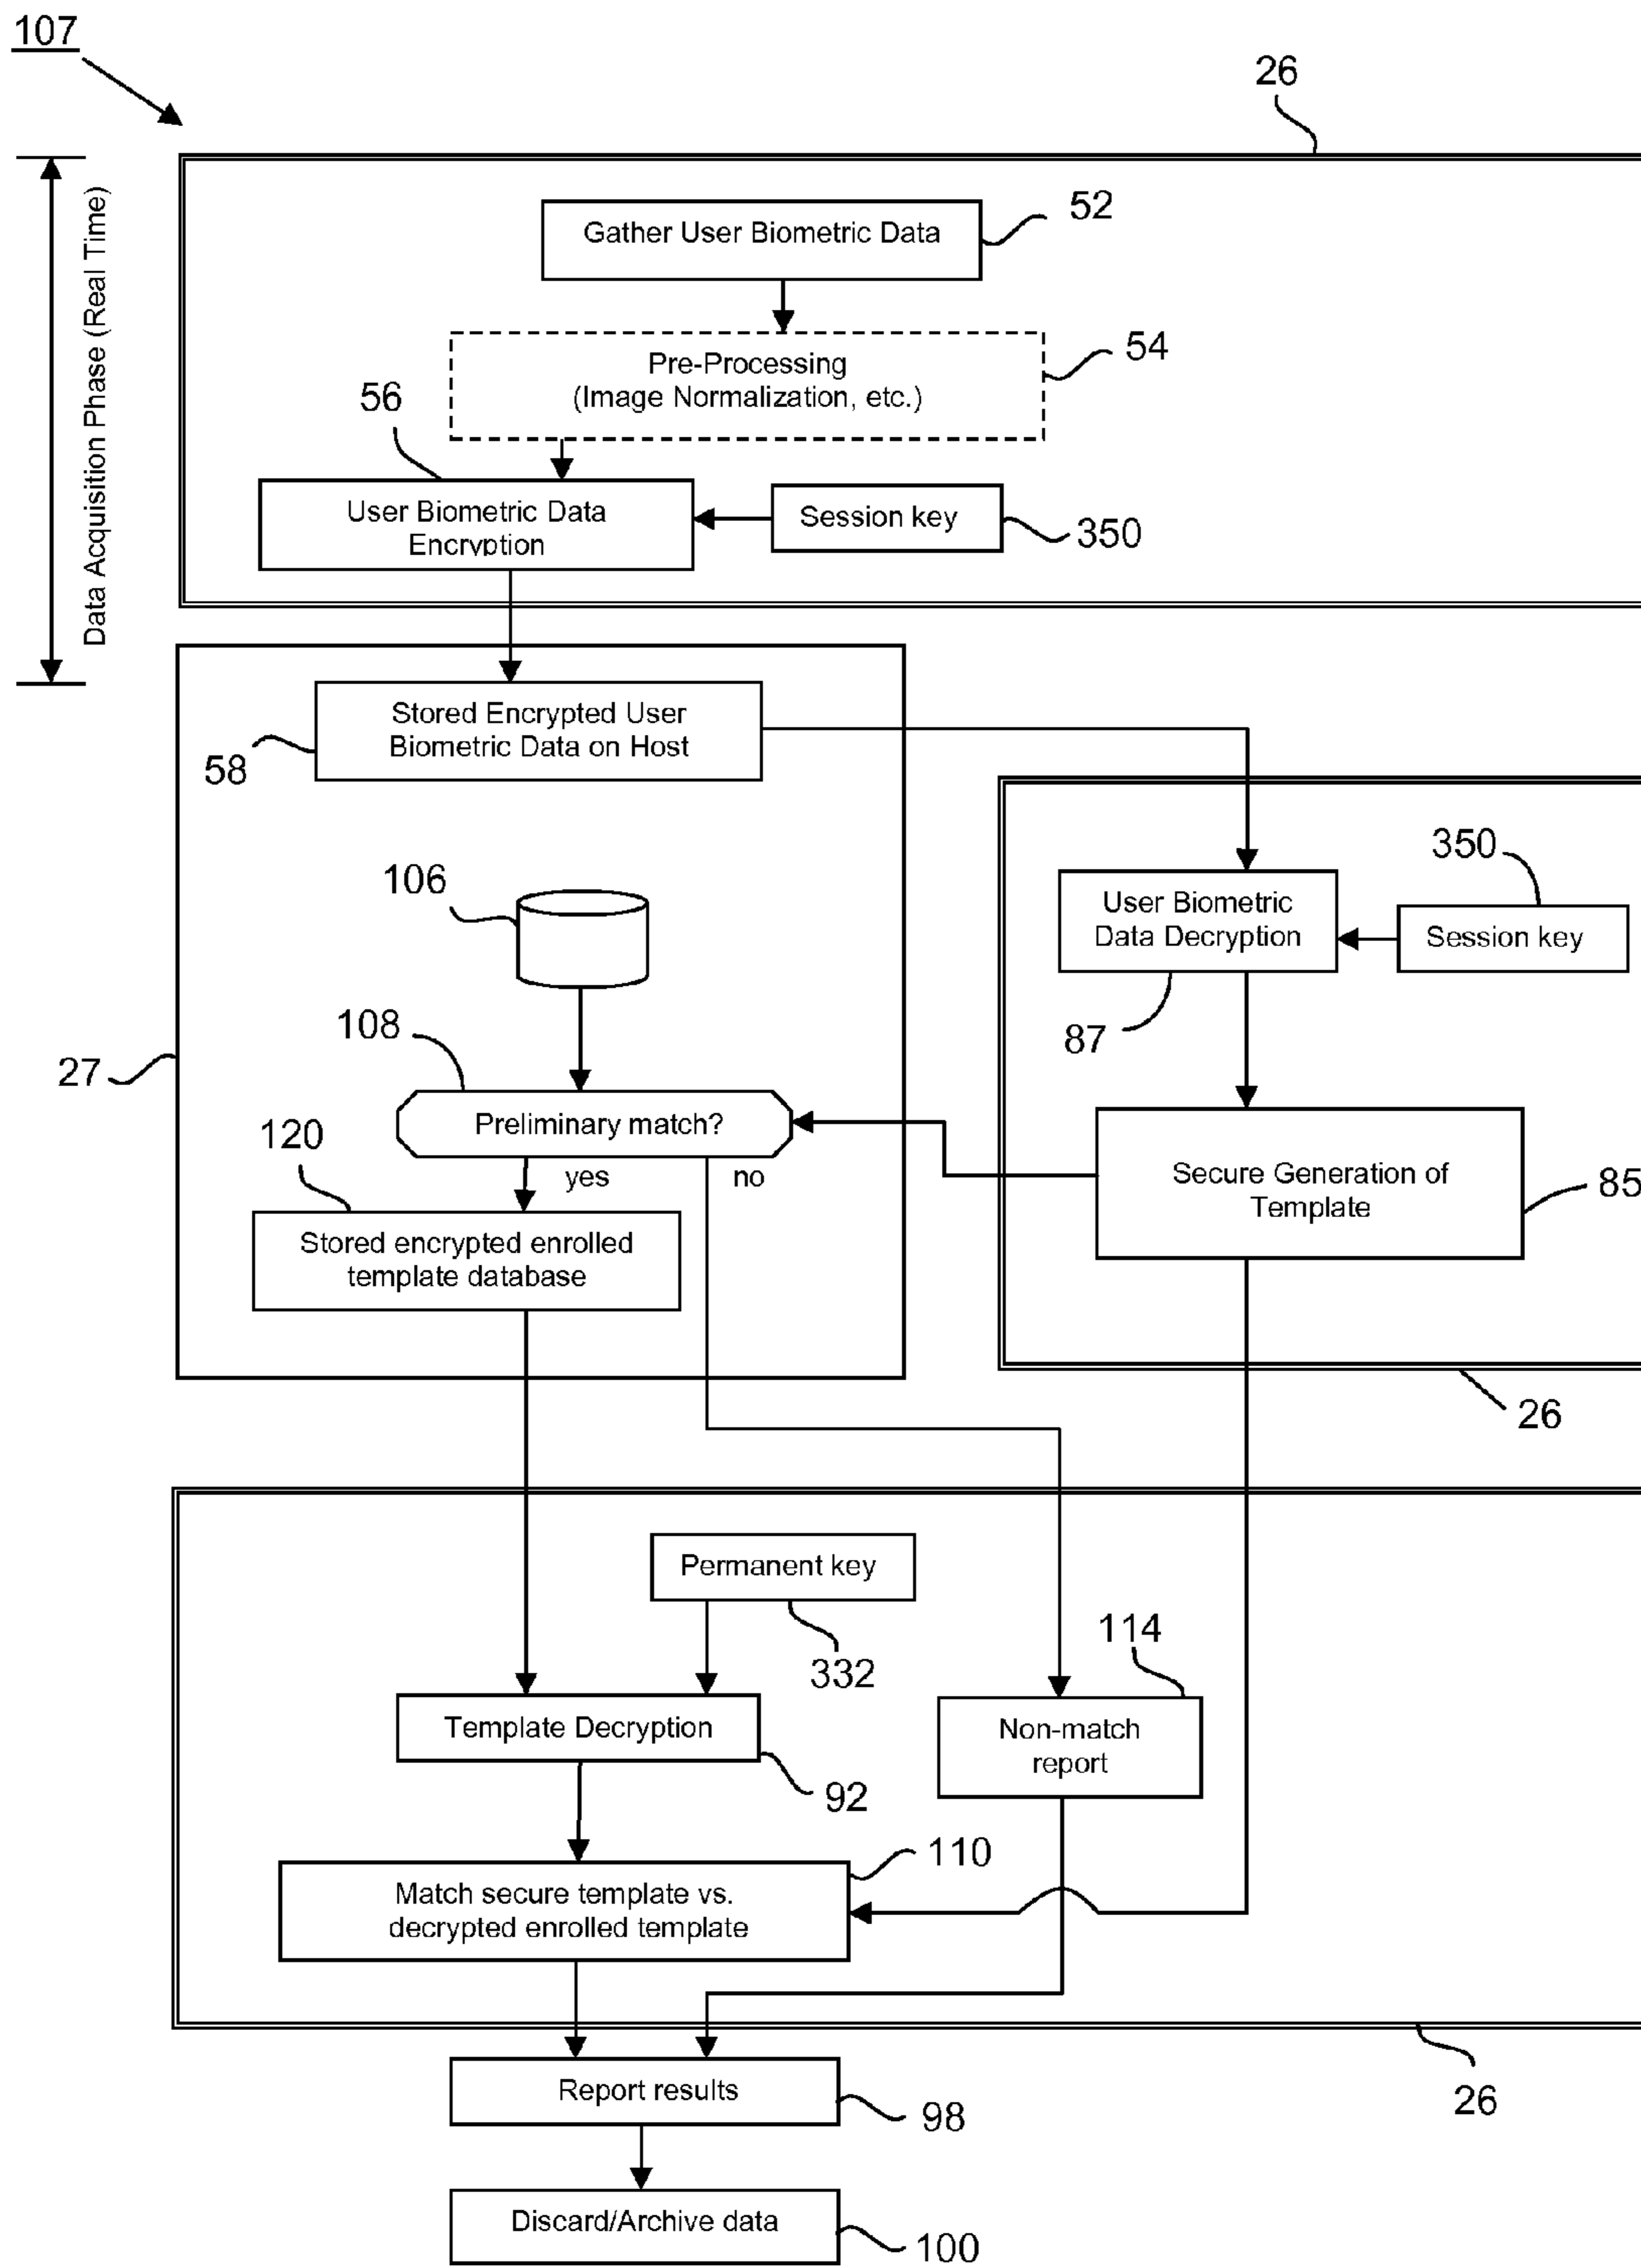 107
26
Data Acquisition Phase (Real Time)
Gather User Biometric Data
52
Pre-Processing
(Image Normalization, etc.)
54
56
User Biometric Data
Encryption
Session key
350
Stored Encrypted User
Biometric Data on Host
58
350
106
User Biometric
Data Decryption
Session key
87
108
27
Preliminary match?
120
yes
no
Secure Generation of
Template
85
Stored encrypted enrolled
template database
26
Permanent key
332
114
Template Decryption
92
Non-match
report
110
Match secure template vs.
decrypted enrolled template
26
Report results
98
Discard/Archive data
100